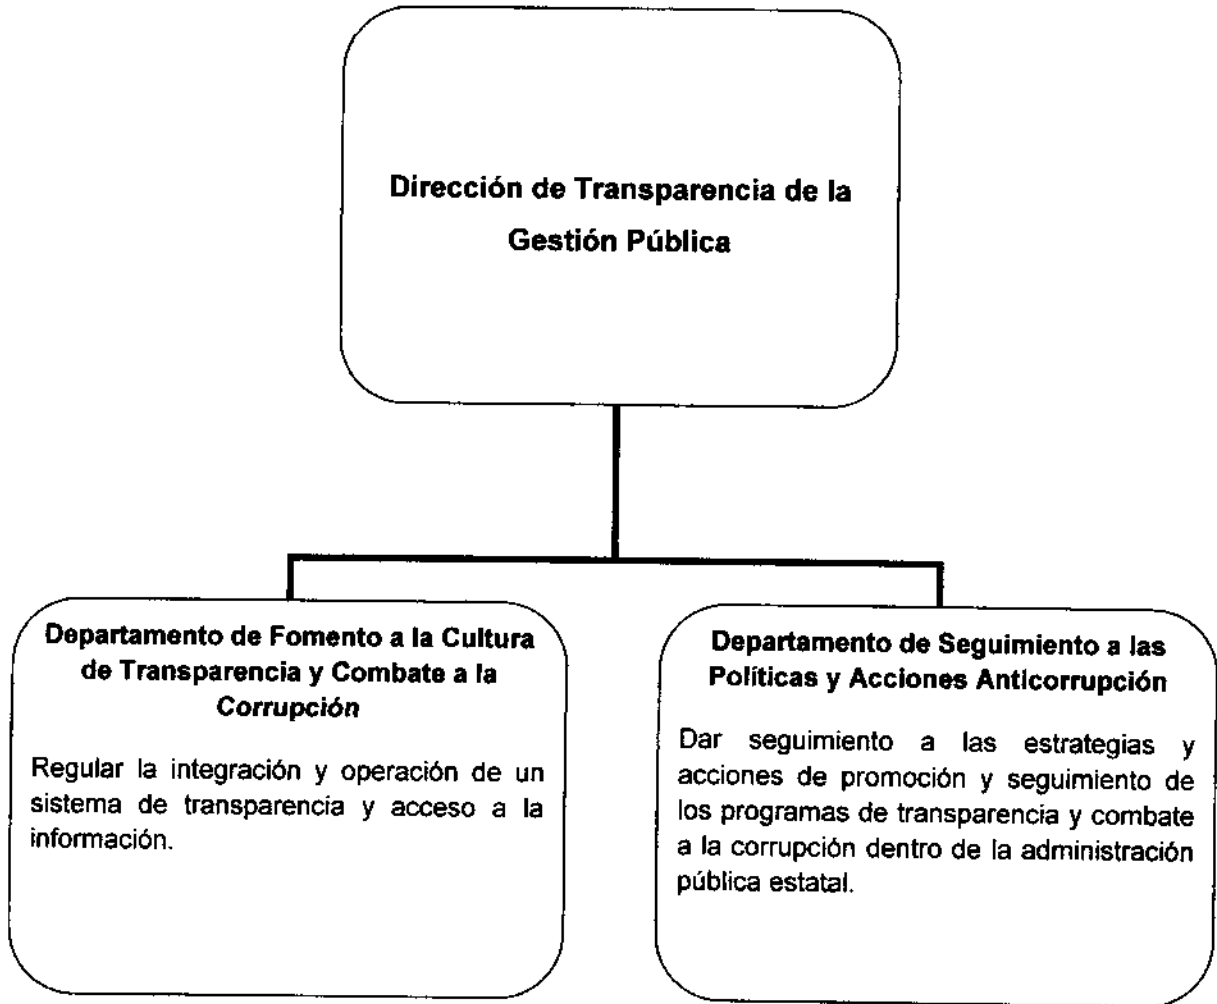 Dirección de Transparencia de la
Gestión Pública
Departamento de Fomento a la Cultura
de Transparencia y Combate a la
Corrupción
Regular la integración y operación de un
sistema de transparencia y acceso a la
información.
Departamento de Seguimiento a las
Políticas y Acciones Anticorrupción
Dar seguimiento a las estrategias y
acciones de promoción y seguimiento de
los programas de transparencia y combate
a la corrupción dentro de la administración
pública estatal.